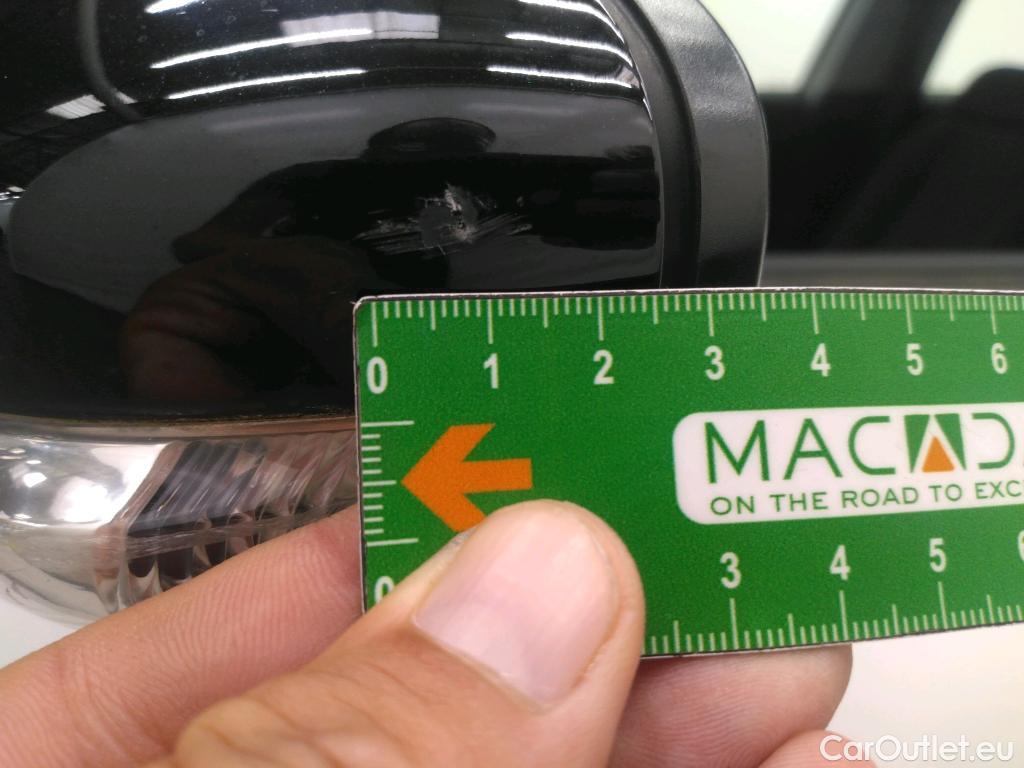 0 1 2 3 4 5 6
MACADA
ON THE ROAD TO EXC
0 3 4 5 6
CarOutlet.eu